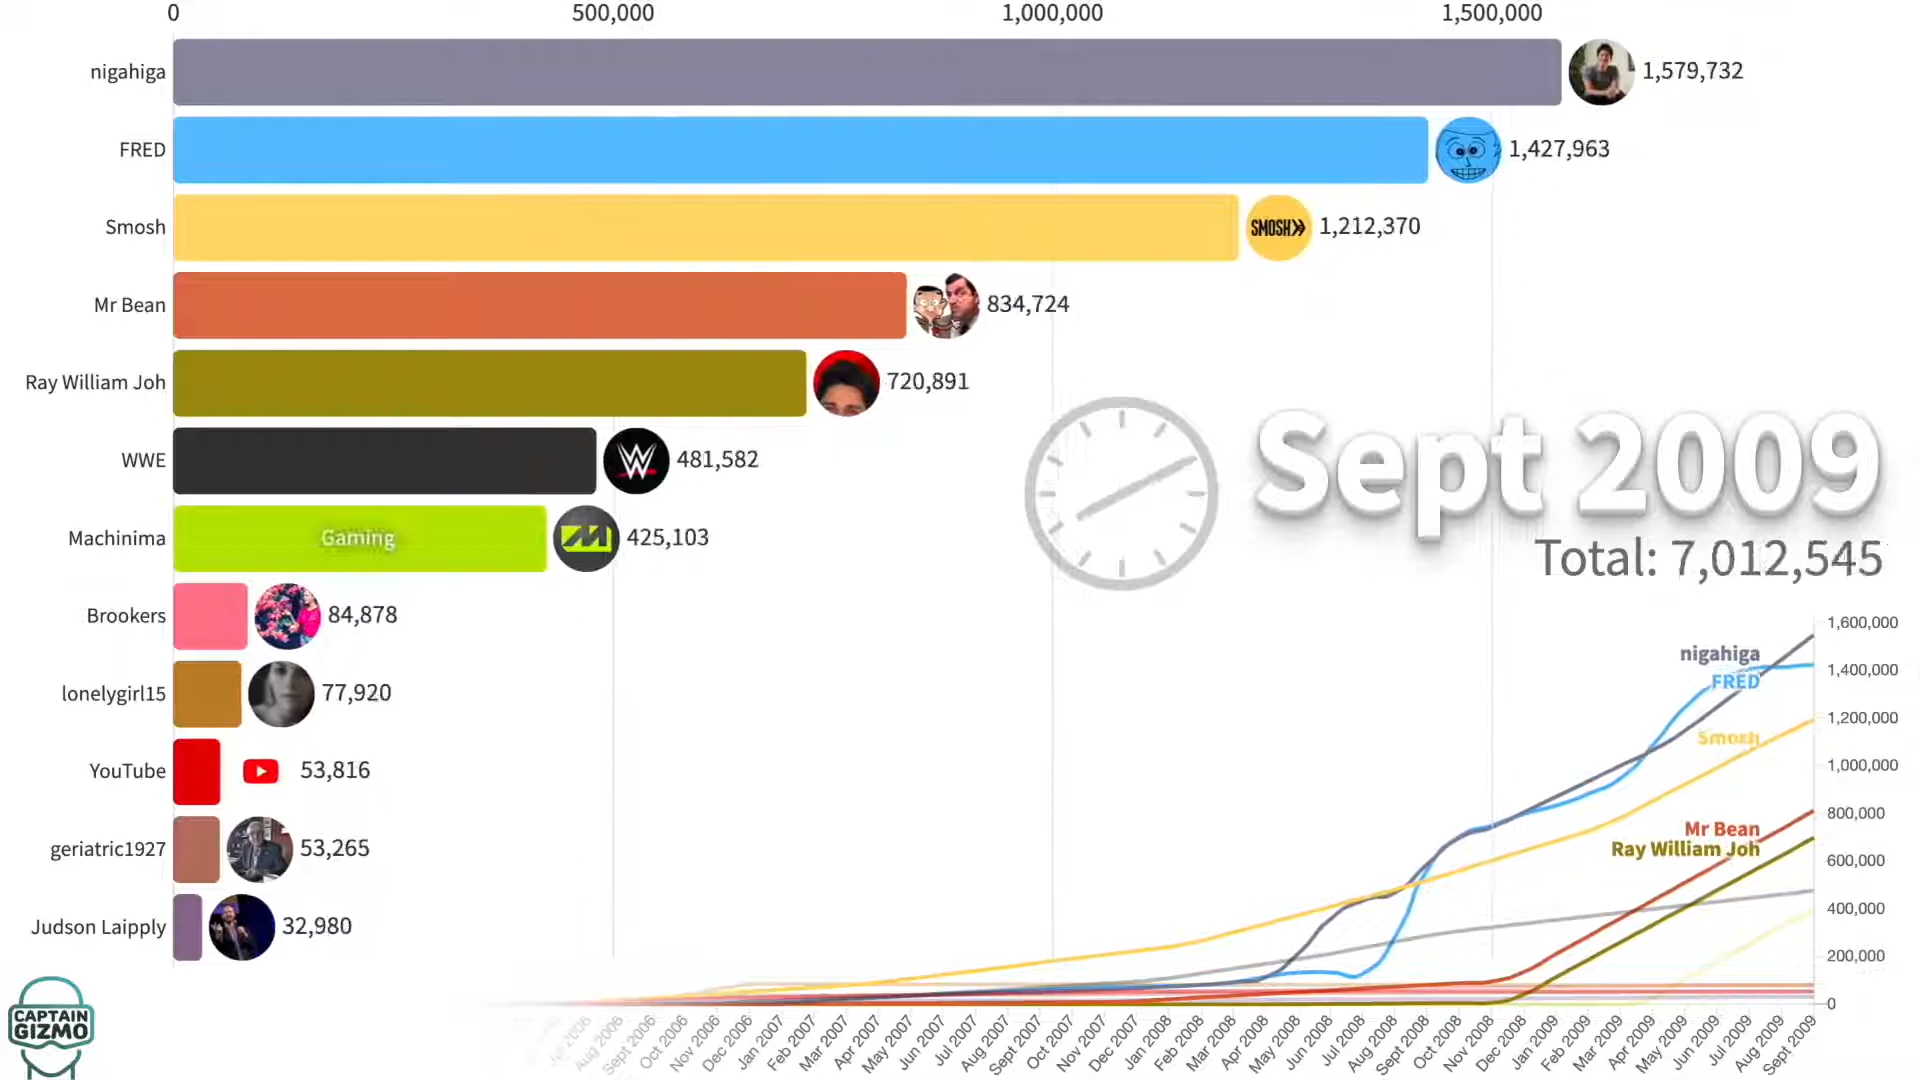 0 500,000 1,000,000 1,500,000
nigahiga 1,579,732
FRED 1,427,963
Smosh SMOSH 1,212,370
Mr Bean 834,724
Ray William Joh 720,891
WWE 481,582
Machinima Gaming 425,103
Brookers 84,878
lonelygirl15 77,920
YouTube 53,816
geriatric1927 53,265
Judson Laipply 32,980
Sept 2009
Total: 7,012,545
nigahiga
FRED
Smosh
Mr Bean
Ray William Joh
1,600,000
1,400,000
1,200,000
1,000,000
800,000
600,000
400,000
200,000
0
Aug 2006 Sept 2006 Oct 2006 Nov 2006 Dec 2006 Jan 2007 Feb 2007 Mar 2007 Apr 2007 May 2007 Jun 2007 Jul 2007 Aug 2007 Sept 2007 Oct 2007 Nov 2007 Dec 2007 Jan 2008 Feb 2008 Mar 2008 Apr 2008 May 2008 Jun 2008 Jul 2008 Aug 2008 Sept 2008 Oct 2008 Nov 2008 Dec 2008 Jan 2009 Feb 2009 Mar 2009 Apr 2009 May 2009 Jun 2009 Jul 2009 Aug 2009 Sept 2009
CAPTAIN
GIZMO